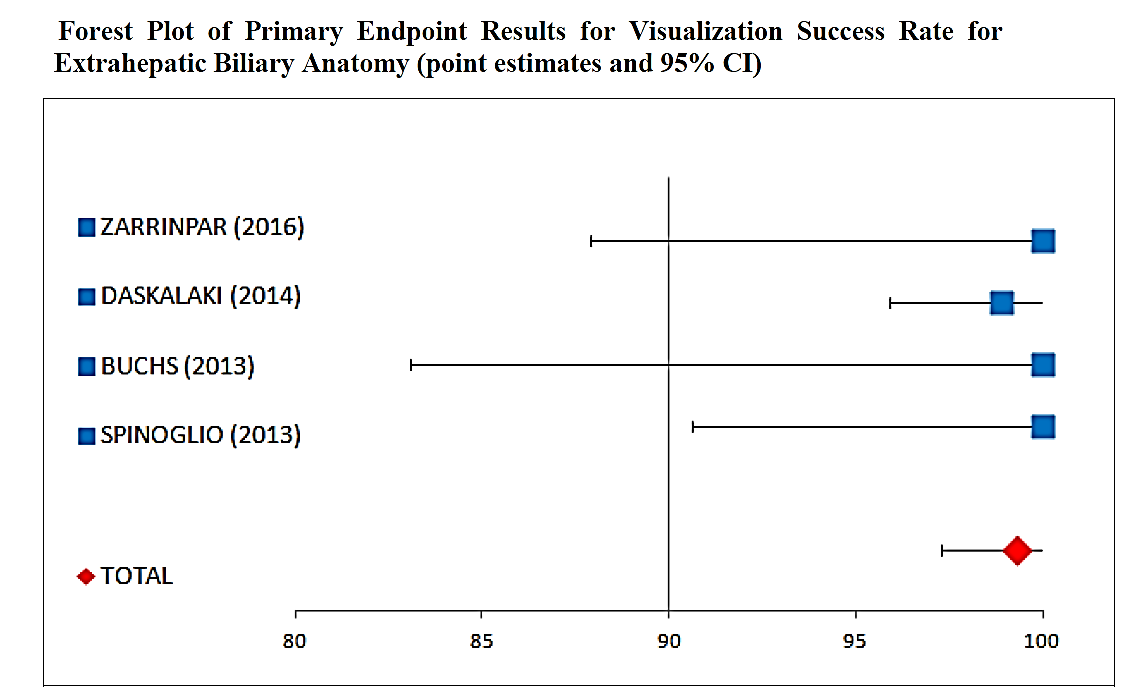 Forest Plot of Primary Endpoint Results for Visualization Success Rate for
Extrahepatic Biliary Anatomy (point estimates and 95% CI)
ZARRINPAR (2016)
DASKALAKI (2014)
BUCHS (2013)
SPINOGLIO (2013)
TOTAL
80 85 90 95 100